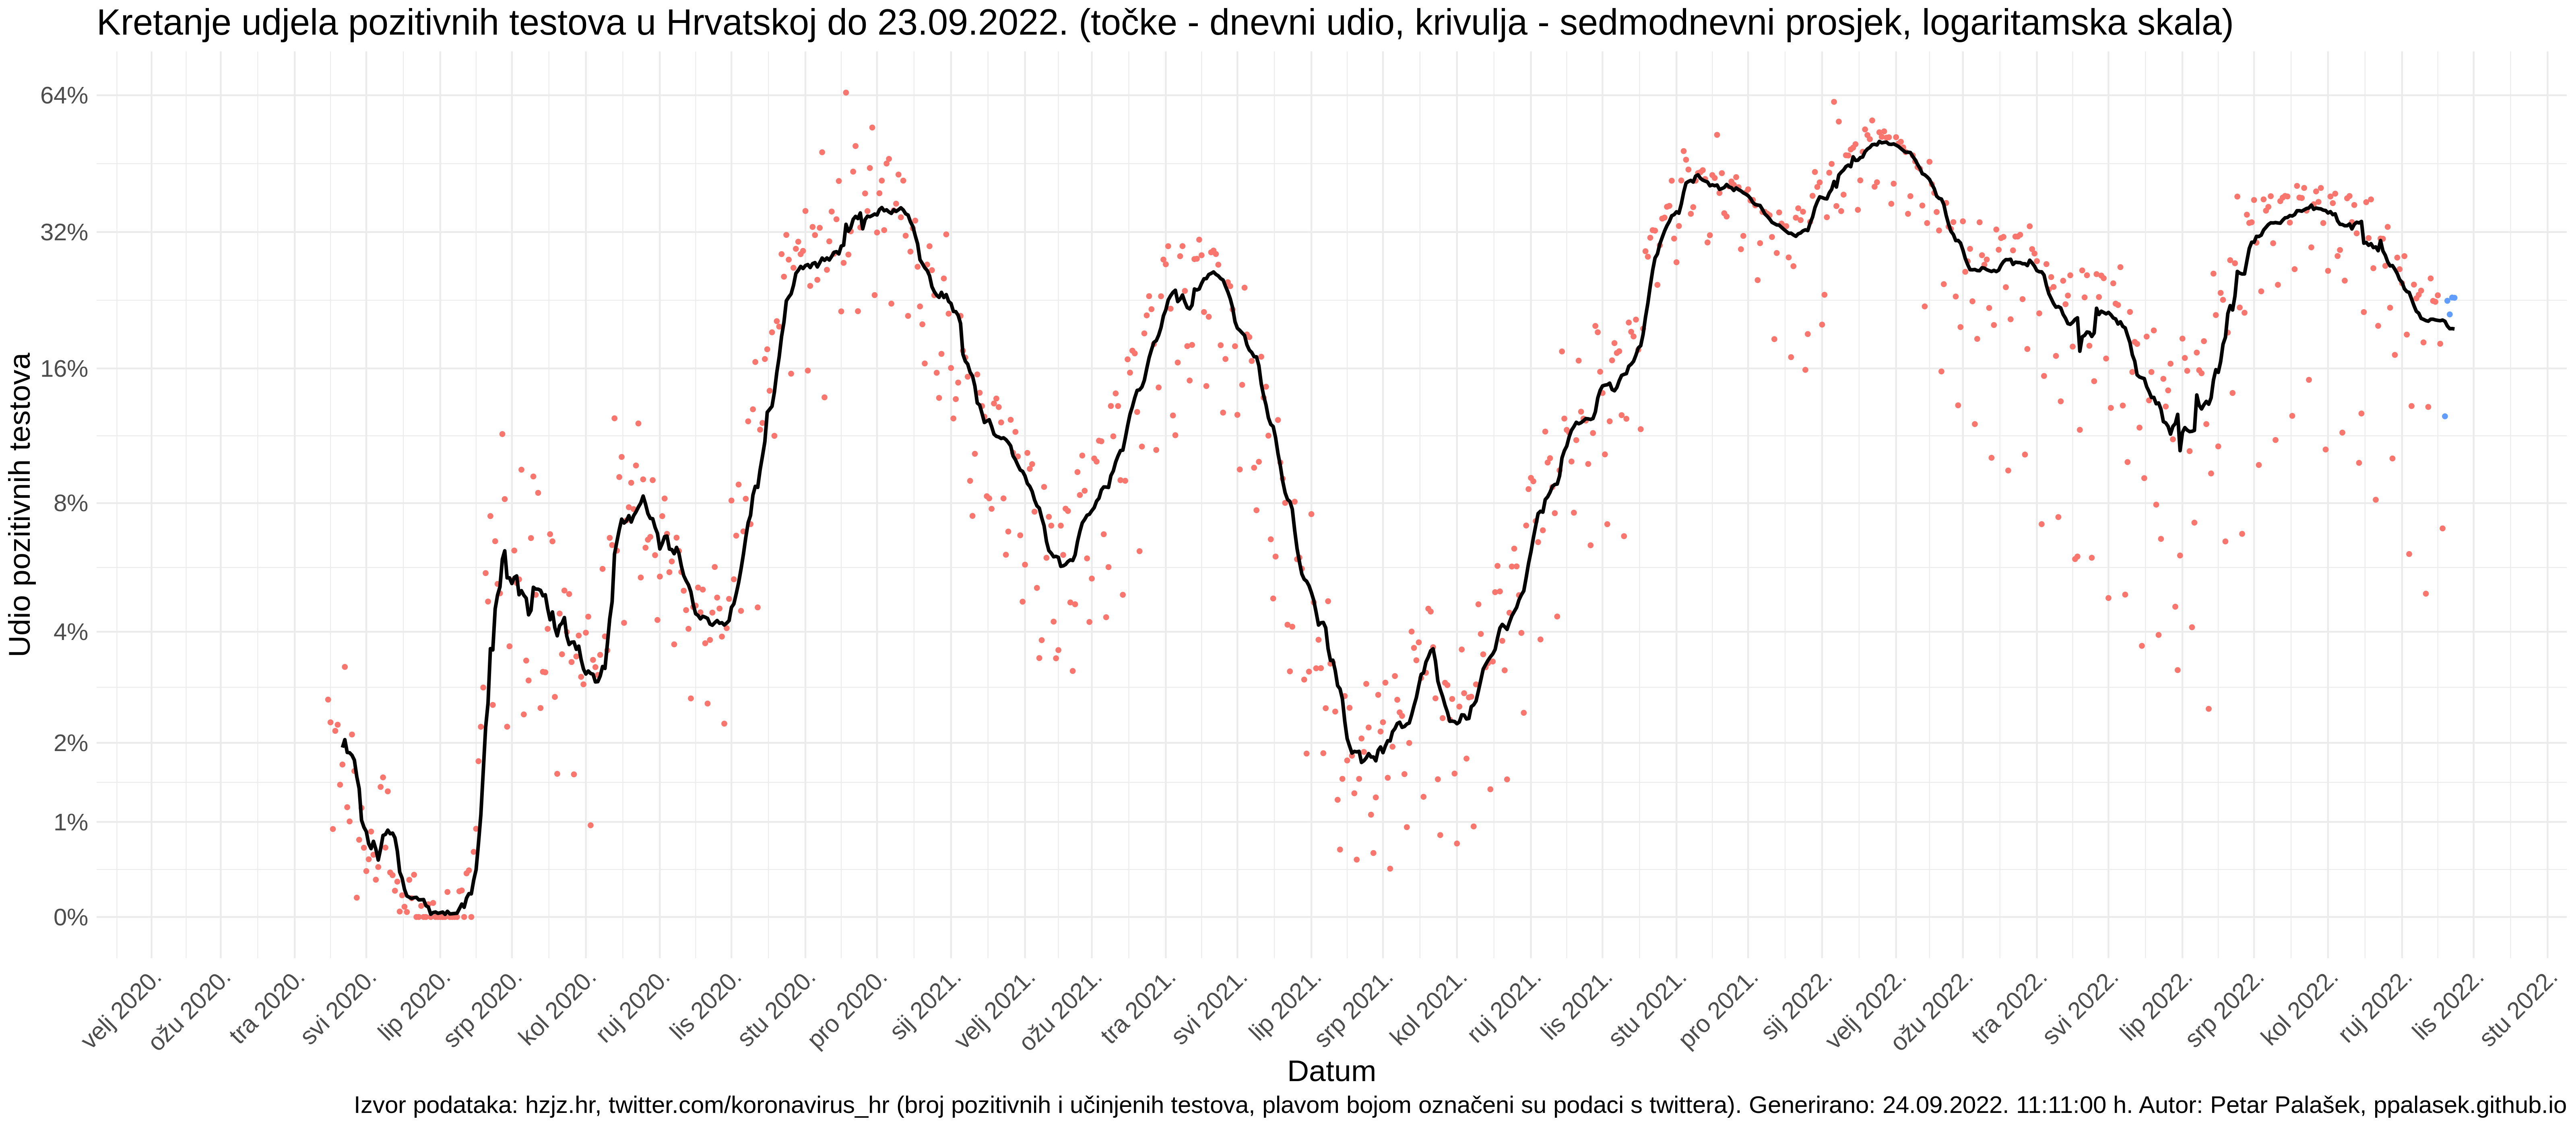 Kretanje udjela pozitivnih testova u Hrvatskoj do 23.09.2022. (točke - dnevni udio, krivulja - sedmodnevni prosjek, logaritamska skala)
Udio pozitivnih testova
64%
32%
16%
8%
4%
2%
1%
0%
velj 2020.
ožu 2020.
tra 2020.
svi 2020.
lip 2020.
srp 2020.
kol 2020.
ruj 2020.
lis 2020.
stu 2020.
pro 2020.
sij 2021.
velj 2021.
ožu 2021.
tra 2021.
svi 2021.
lip 2021.
srp 2021.
kol 2021.
ruj 2021.
lis 2021.
stu 2021.
pro 2021.
sij 2022.
velj 2022.
ožu 2022.
tra 2022.
svi 2022.
lip 2022.
srp 2022.
kol 2022.
ruj 2022.
lis 2022.
stu 2022.
Datum
Izvor podataka: hzjz.hr, twitter.com/koronavirus_hr (broj pozitivnih i učinjenih testova, plavom bojom označeni su podaci s twittera). Generirano: 24.09.2022. 11:11:00 h. Autor: Petar Palašek, ppalasek.github.io